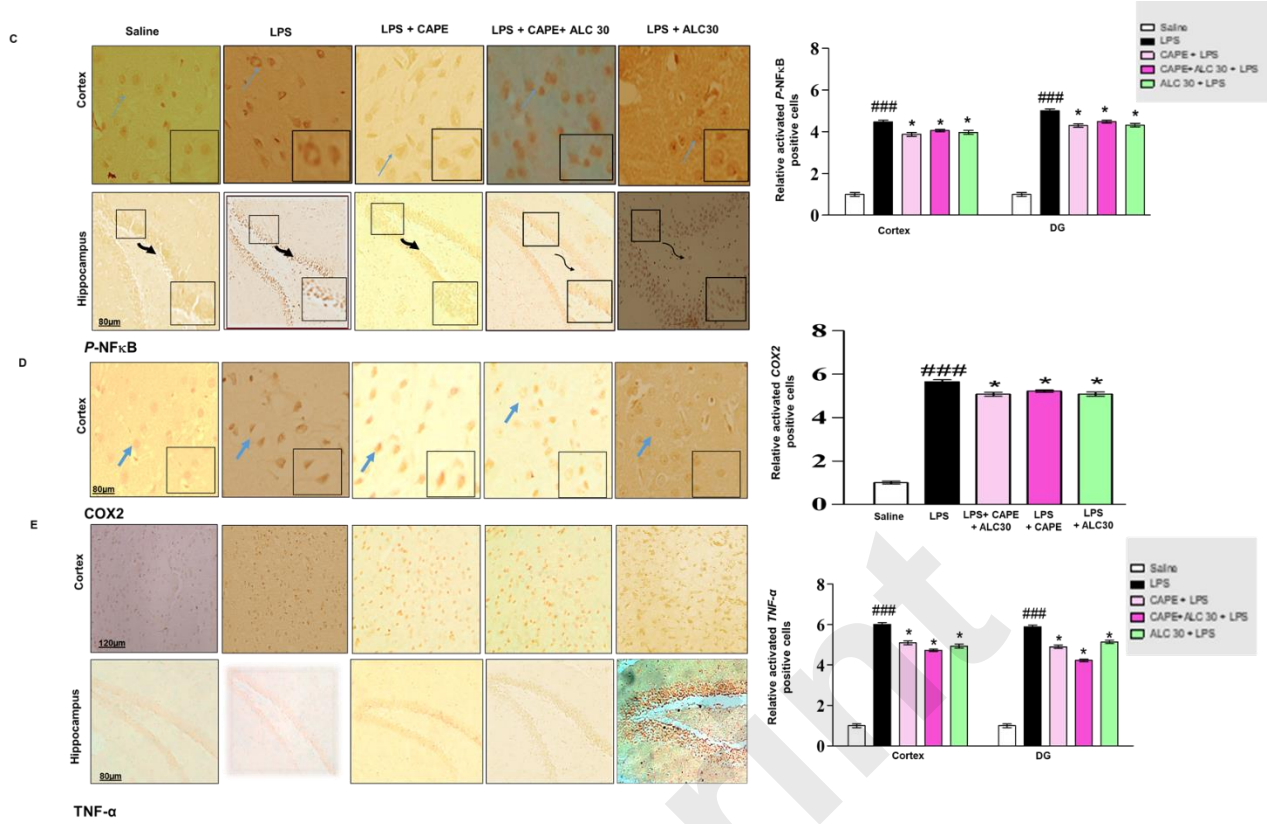 C
Saline
LPS
LPS + CAPE
LPS + CAPE+ ALC 30
LPS + ALC30
Cortex
Hippocampus
80µm
P-NFκB
Relative activated P-NFκB
positive cells
8
6
4
2
0
###
*
*
*
###
*
*
*
Cortex
DG
Saline
LPS
CAPE + LPS
CAPE+ALC 30 + LPS
ALC 30 + LPS
D
Cortex
80µm
COX2
Relative activated COX2
positive cells
8
6
4
2
0
###
*
*
*
Saline
LPS
LPS+ CAPE
+ ALC30
LPS
+ CAPE
LPS
+ ALC30
E
Cortex
120µm
Hippocampus
80µm
TNF-α
Relative activated TNF-α
positive cells
8
6
4
2
0
###
*
*
*
###
*
*
*
Cortex
DG
Saline
LPS
CAPE + LPS
CAPE+ALC 30 + LPS
ALC 30 + LPS
rint